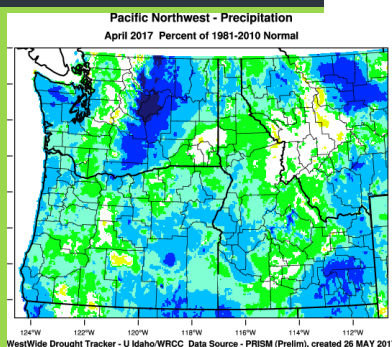 Pacific Northwest - Precipitation
April 2017 Percent of 1981-2010 Normal
124°W 122°W 120°W 118°W 116°W 114°W 112°W
WestWide Drought Tracker - U Idaho/WRCC Data Source - PRISM (Prelim), created 26 MAY 201